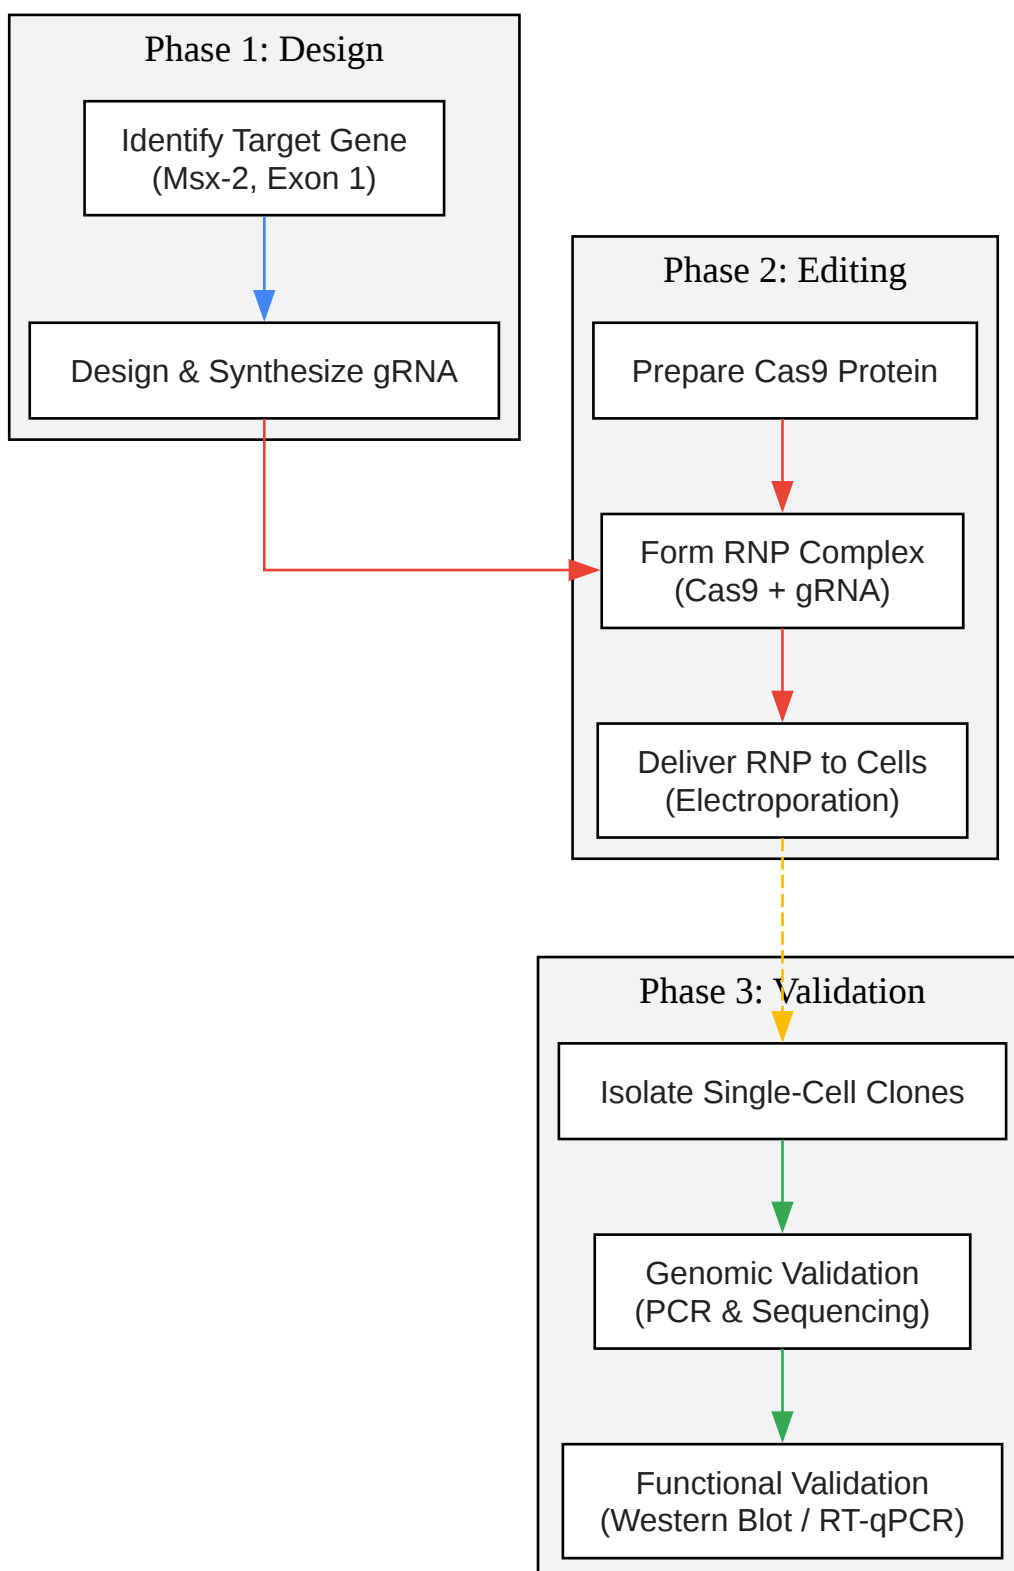 Phase 1: Design
Identify Target Gene
(Msx-2, Exon 1)
Design & Synthesize gRNA
Phase 2: Editing
Prepare Cas9 Protein
Form RNP Complex
(Cas9 + gRNA)
Deliver RNP to Cells
(Electroporation)
Phase 3: Validation
Isolate Single-Cell Clones
Genomic Validation
(PCR & Sequencing)
Functional Validation
(Western Blot / RT-qPCR)